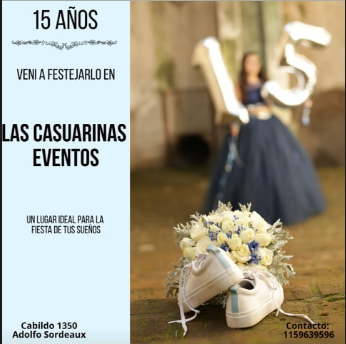 15 AÑOS
VENI A FESTEJARLO EN
LAS CASUARINAS
EVENTOS
UN LUGAR IDEAL PARA LA
FIESTA DE TUS SUEÑOS
15
Cabildo 1350
Adolfo Sordeaux
Contacto:
1159639596